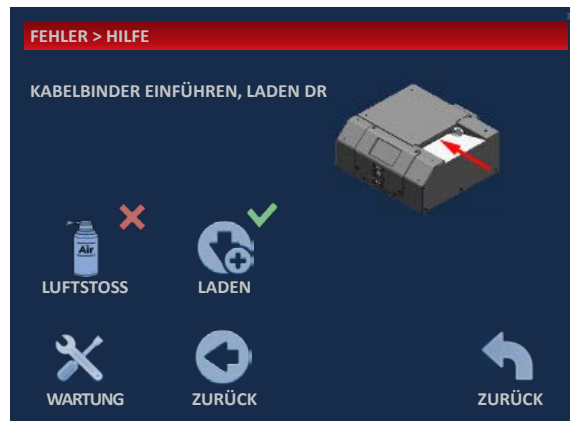 FEHLER > HILFE
KABELBINDER EINFÜHREN, LADEN DR
Air
LUFTSTOSS
LADEN
WARTUNG
ZURÜCK
ZURÜCK